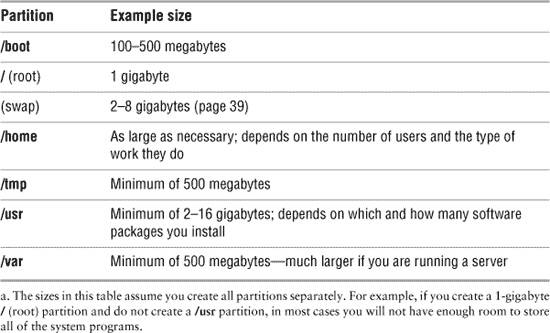 Partition Example size
/boot 100–500 megabytes
/ (root) 1 gigabyte
(swap) 2–8 gigabytes (page 39)
/home As large as necessary; depends on the number of users and the type of
work they do
/tmp Minimum of 500 megabytes
/usr Minimum of 2–16 gigabytes; depends on which and how many software
packages you install
/var Minimum of 500 megabytes—much larger if you are running a server
a. The sizes in this table assume you create all partitions separately. For example, if you create a 1-gigabyte
/ (root) partition and do not create a /usr partition, in most cases you will not have enough room to store
all of the system programs.